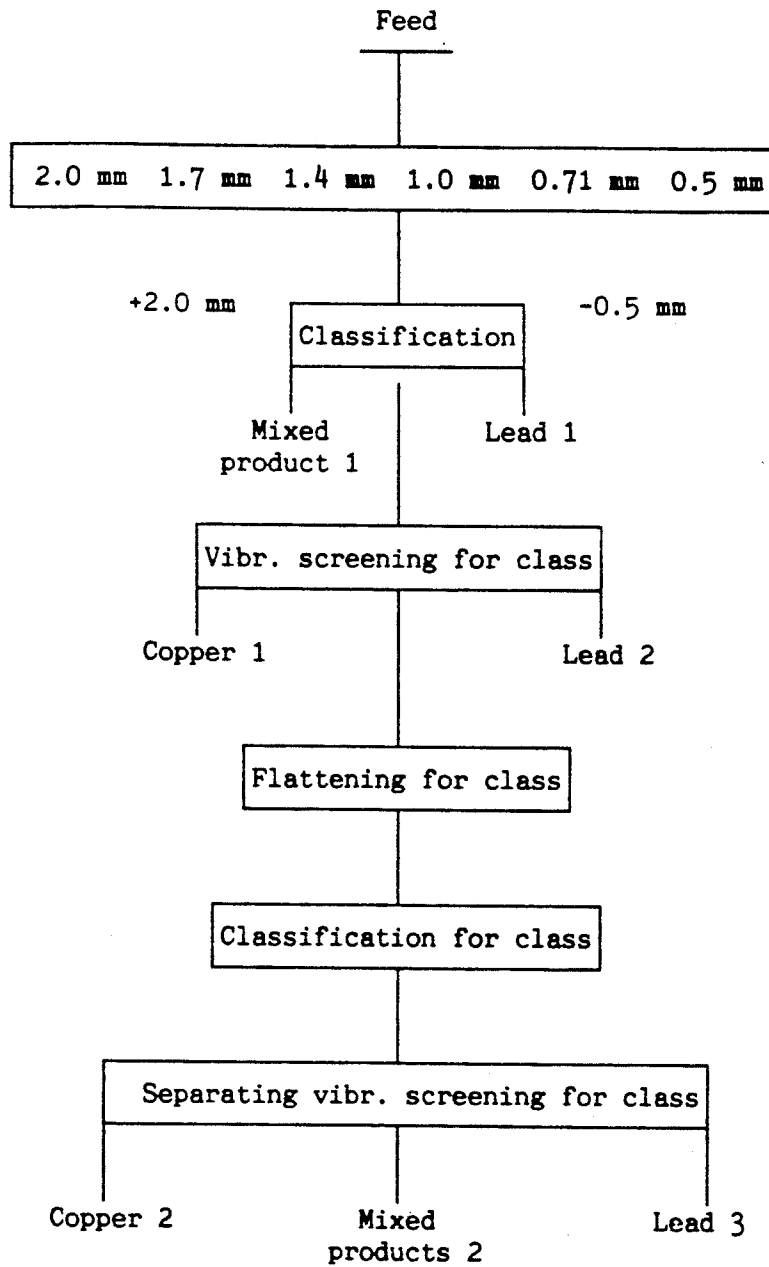 Feed
2.0 mm 1.7 mm 1.4 mm 1.0 mm 0.71 mm 0.5 mm
+2.0 mm
-0.5 mm
Classification
Mixed
product 1
Lead 1
Vibr. screening for class
Copper 1
Lead 2
Flattening for class
Classification for class
Separating vibr. screening for class
Copper 2
Mixed
products 2
Lead 3